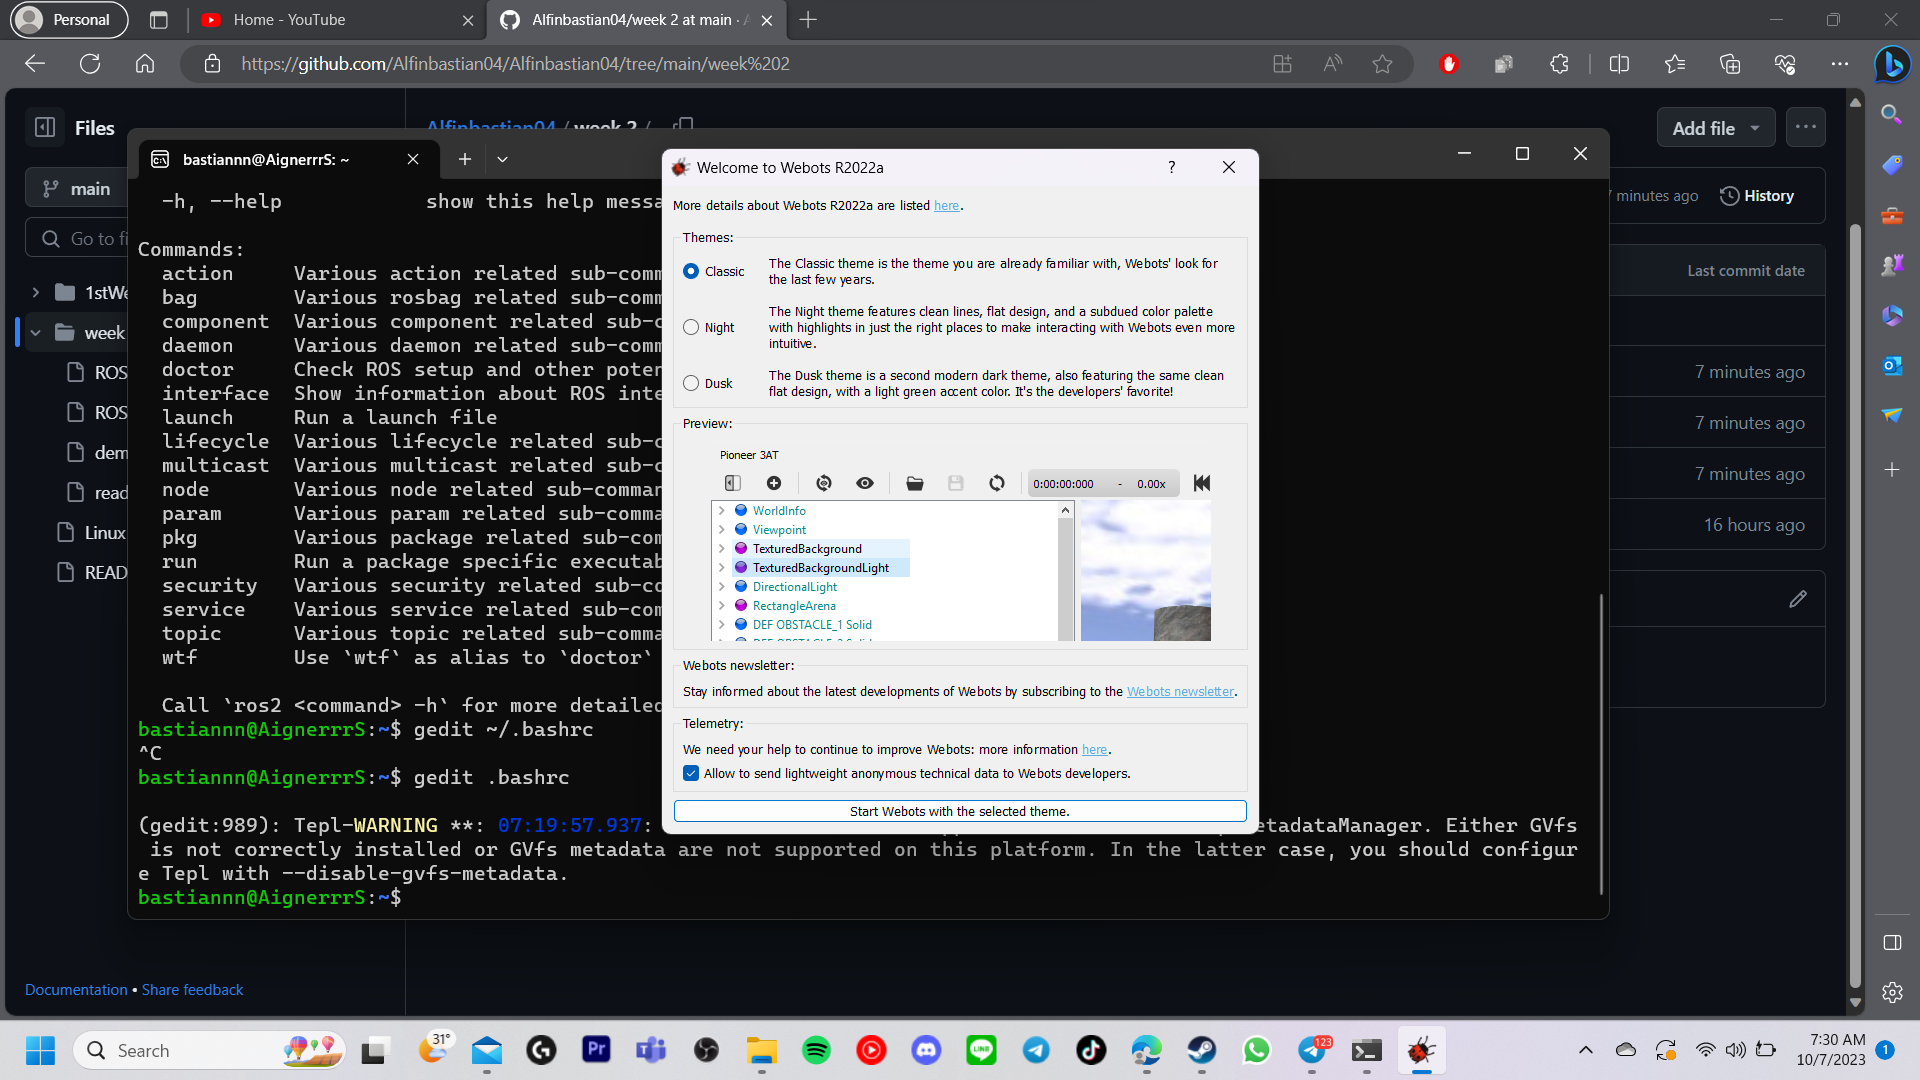 Personal
Home - YouTube
Alfinbastian04/week 2 at main ·
https://github.com/Alfinbastian04/Alfinbastian04/tree/main/week%202
Files
Alfinbastian04 / week 2 /
Add file
main
7 minutes ago
History
Go to fi
Last commit date
1stWe
week
ROS
ROS
dem
read
Linux
READ
7 minutes ago
7 minutes ago
7 minutes ago
16 hours ago
Documentation • Share feedback
bastiannn@AignerrrS: ~
-h, --help show this help messa
Commands:
action Various action related sub-comm
bag Various rosbag related sub-comm
component Various component related sub-c
daemon Various daemon related sub-comm
doctor Check ROS setup and other poten
interface Show information about ROS inte
launch Run a launch file
lifecycle Various lifecycle related sub-c
multicast Various multicast related sub-c
node Various node related sub-comman
param Various param related sub-comma
pkg Various package related sub-com
run Run a package specific executab
security Various security related sub-co
service Various service related sub-com
topic Various topic related sub-comma
wtf Use `wtf` as alias to `doctor`
Call `ros2 <command> -h` for more detailed
bastiannn@AignerrrS:~$ gedit ~/.bashrc
^C
bastiannn@AignerrrS:~$ gedit .bashrc
(gedit:989): Tepl-WARNING **: 07:19:57.937: etadataManager. Either GVfs
is not correctly installed or GVfs metadata are not supported on this platform. In the latter case, you should configur
e Tepl with --disable-gvfs-metadata.
bastiannn@AignerrrS:~$
Welcome to Webots R2022a
?
More details about Webots R2022a are listed here.
Themes:
Classic
The Classic theme is the theme you are already familiar with, Webots' look for
the last few years.
Night
The Night theme features clean lines, flat design, and a subdued color palette
with highlights in just the right places to make interacting with Webots even more
intuitive.
Dusk
The Dusk theme is a second modern dark theme, also featuring the same clean
flat design, with a light green accent color. It's the developers' favorite!
Preview:
Pioneer 3AT
0:00:00:000 - 0.00x
WorldInfo
Viewpoint
TexturedBackground
TexturedBackgroundLight
DirectionalLight
RectangleArena
DEF OBSTACLE_1 Solid
Webots newsletter:
Stay informed about the latest developments of Webots by subscribing to the Webots newsletter.
Telemetry:
We need your help to continue to improve Webots: more information here.
Allow to send lightweight anonymous technical data to Webots developers.
Start Webots with the selected theme.
Search
31°
Pr
LINE
123
7:30 AM
10/7/2023
1